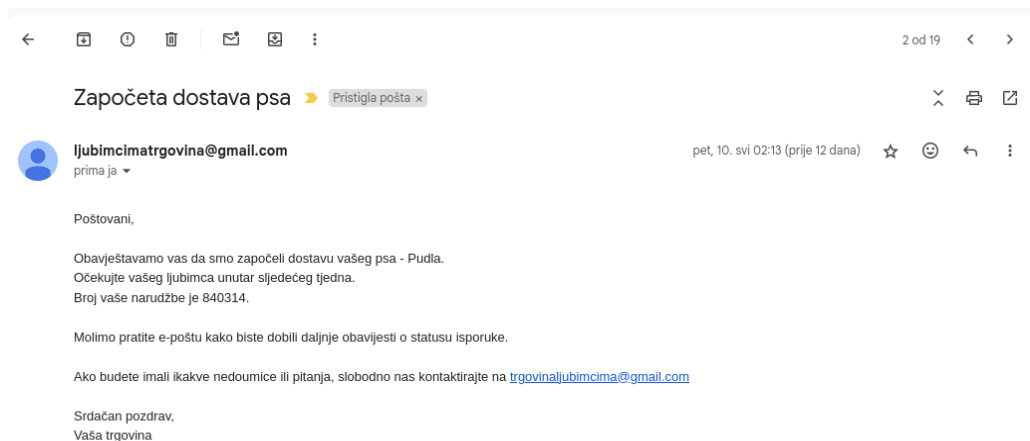 2 od 19
Započeta dostava psa
Pristigla pošta ×
ljubimcimatrgovina@gmail.com
pet, 10. svi 02:13 (prije 12 dana)
prima ja
Poštovani,
Obavještavamo vas da smo započeli dostavu vašeg psa - Pudla.
Očekujte vašeg ljubimca unutar sljedećeg tjedna.
Broj vaše narudžbe je 840314.
Molimo pratite e-poštu kako biste dobili daljnje obavijesti o statusu isporuke.
Ako budete imali ikakve nedoumice ili pitanja, slobodno nas kontaktirajte na trgovinaljubimcima@gmail.com
Srdačan pozdrav,
Vaša trgovina